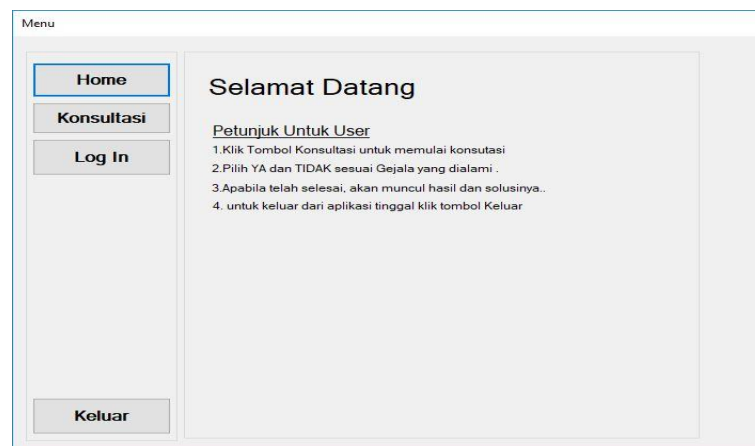 Menu
Home
Konsultasi
Log In
Keluar
Selamat Datang
Petunjuk Untuk User
1.Klik Tombol Konsultasi untuk memulai konsutasi
2.Pilih YA dan TIDAK sesuai Gejala yang dialami .
3.Apabila telah selesai, akan muncul hasil dan solusinya..
4. untuk keluar dari aplikasi tinggal klik tombol Keluar